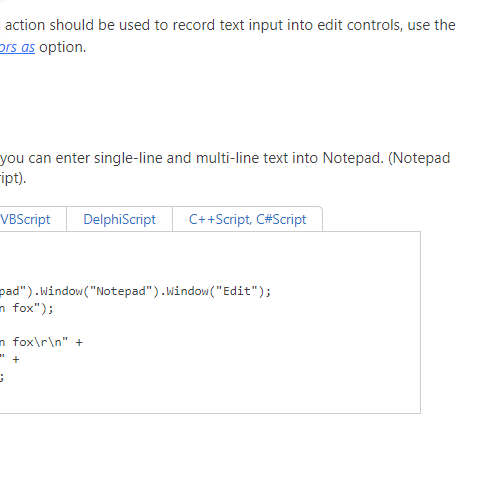 action should be used to record text input into edit controls, use the
ors as option.
you can enter single-line and multi-line text into Notepad. (Notepad
ipt).
VBScript DelphiScript C++Script, C#Script
pad").Window("Notepad").Window("Edit");
n fox");
n fox\r\n" +
" +
;